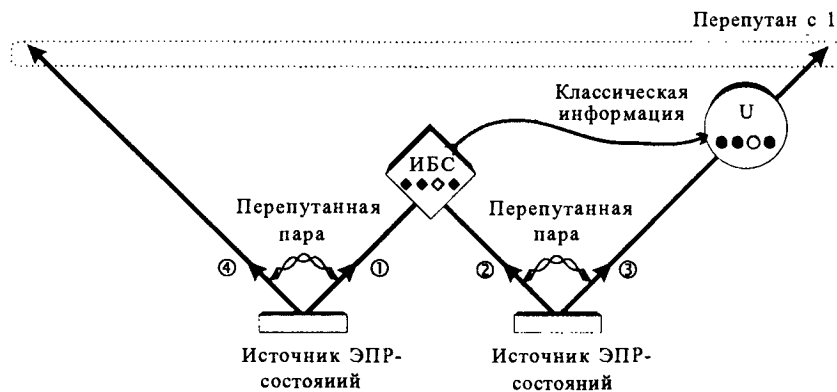 Перепутан с 1
Классическая
информация
U
ИБС
Перепутанная
пара
Перепутанная
пара
④
①
②
③
Источник ЭПР-
состояний
Источник ЭПР-
состояний